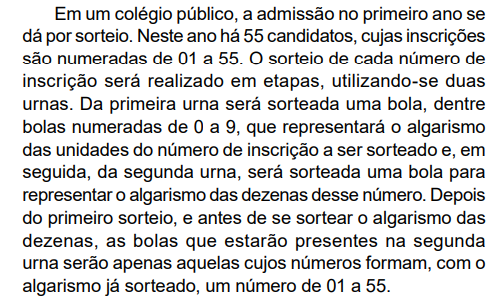 Em um colégio público, a admissão no primeiro ano se
dá por sorteio. Neste ano há 55 candidatos, cujas inscrições
são numeradas de 01 a 55. O sorteio de cada número de
inscrição será realizado em etapas, utilizando-se duas
urnas. Da primeira urna será sorteada uma bola, dentre
bolas numeradas de 0 a 9, que representará o algarismo
das unidades do número de inscrição a ser sorteado e, em
seguida, da segunda urna, será sorteada uma bola para
representar o algarismo das dezenas desse número. Depois
do primeiro sorteio, e antes de se sortear o algarismo das
dezenas, as bolas que estarão presentes na segunda
urna serão apenas aquelas cujos números formam, com o
algarismo já sorteado, um número de 01 a 55.